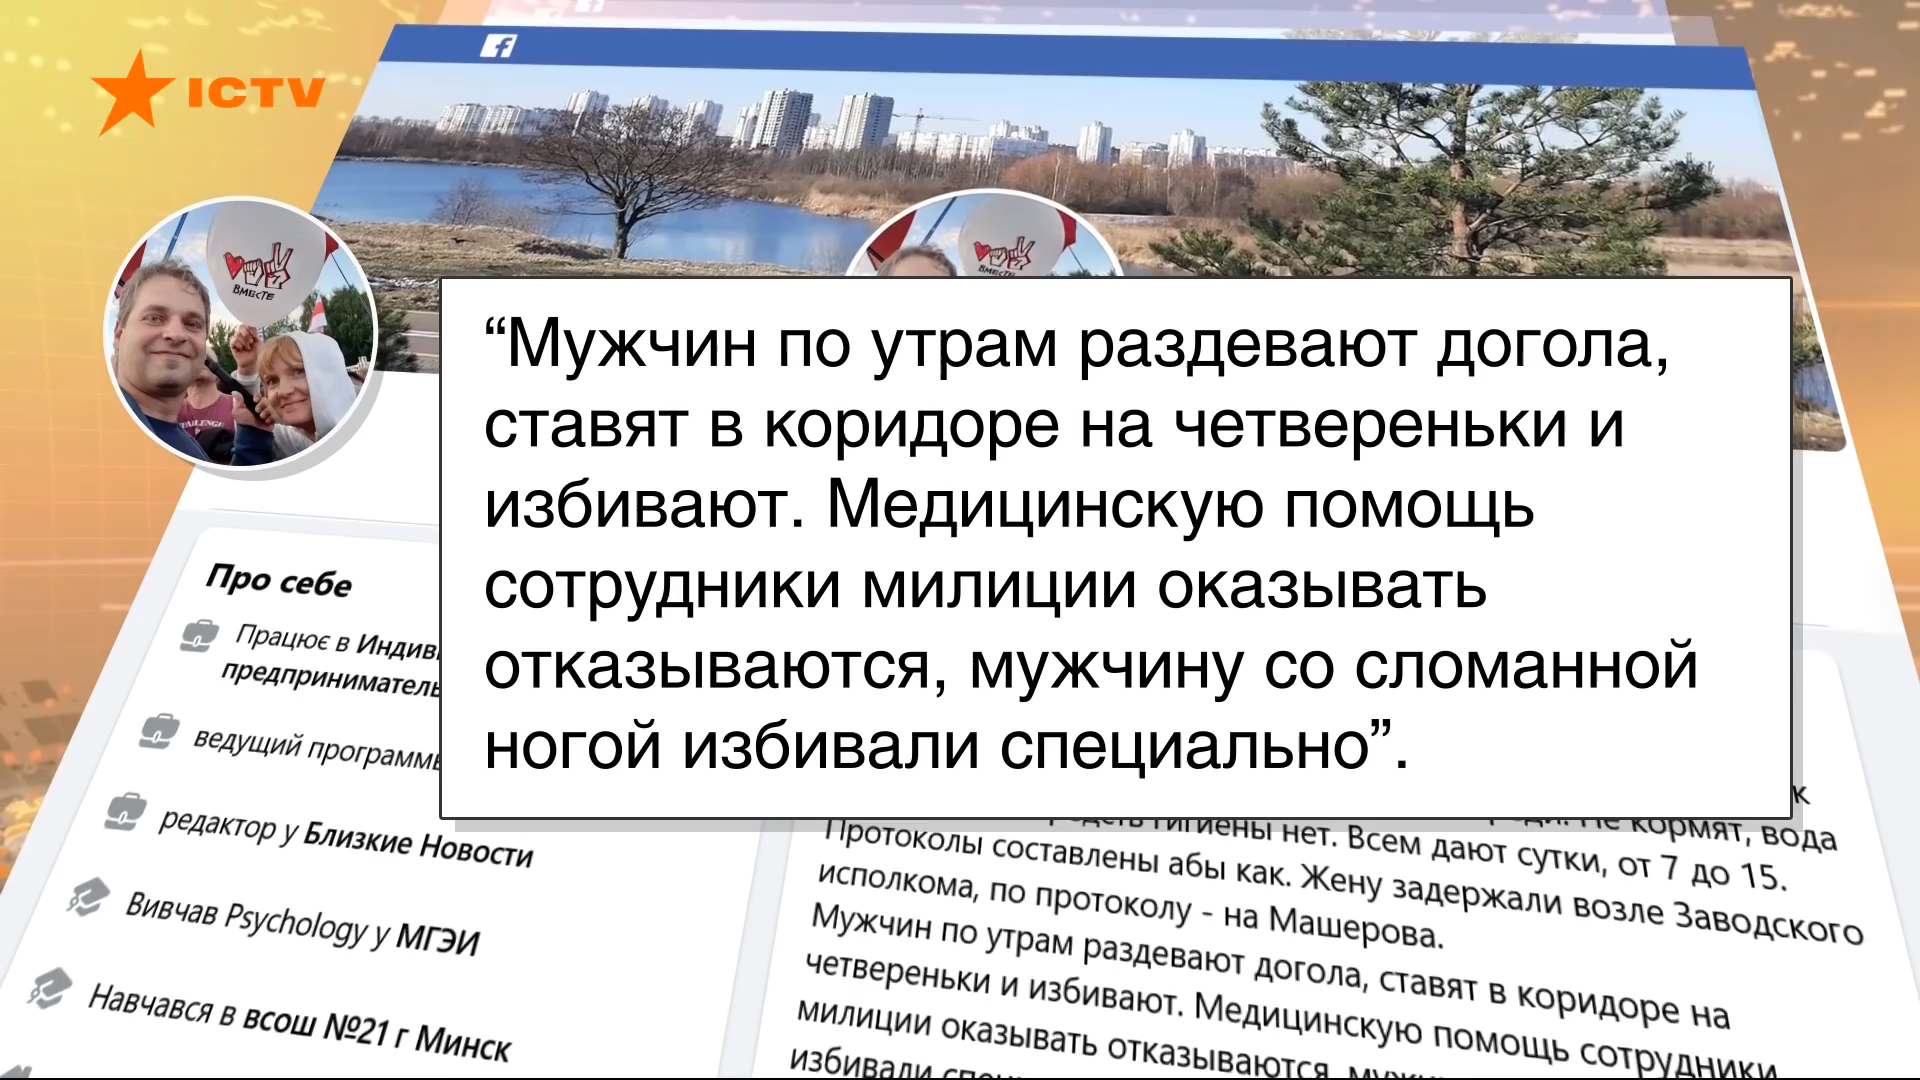 ICTV
ВМЕСТЕ
ВМЕСТЕ
“Мужчин по утрам раздевают догола,
ставят в коридоре на четвереньки и
избивают. Медицинскую помощь
сотрудники милиции оказывать
отказываются, мужчину со сломанной
ногой избивали специально”.
Про себе
Працює в
предприниматель
ведущий программы
редактор у Близкие Новости
Вивчав Psychology у МГЭИ
Навчався в всош №21 г Минск
гигиены нет. Всем дают сутки, от 7 до 15.
Не кормят, вода
Протоколы составлены абы как. Жену задержали возле Заводского
исполкома, по протоколу - на Машерова.
Мужчин по утрам раздевают догола, ставят в коридоре на
четвереньки и избивают. Медицинскую помощь сотрудники
милиции оказывать отказываются,
избивали